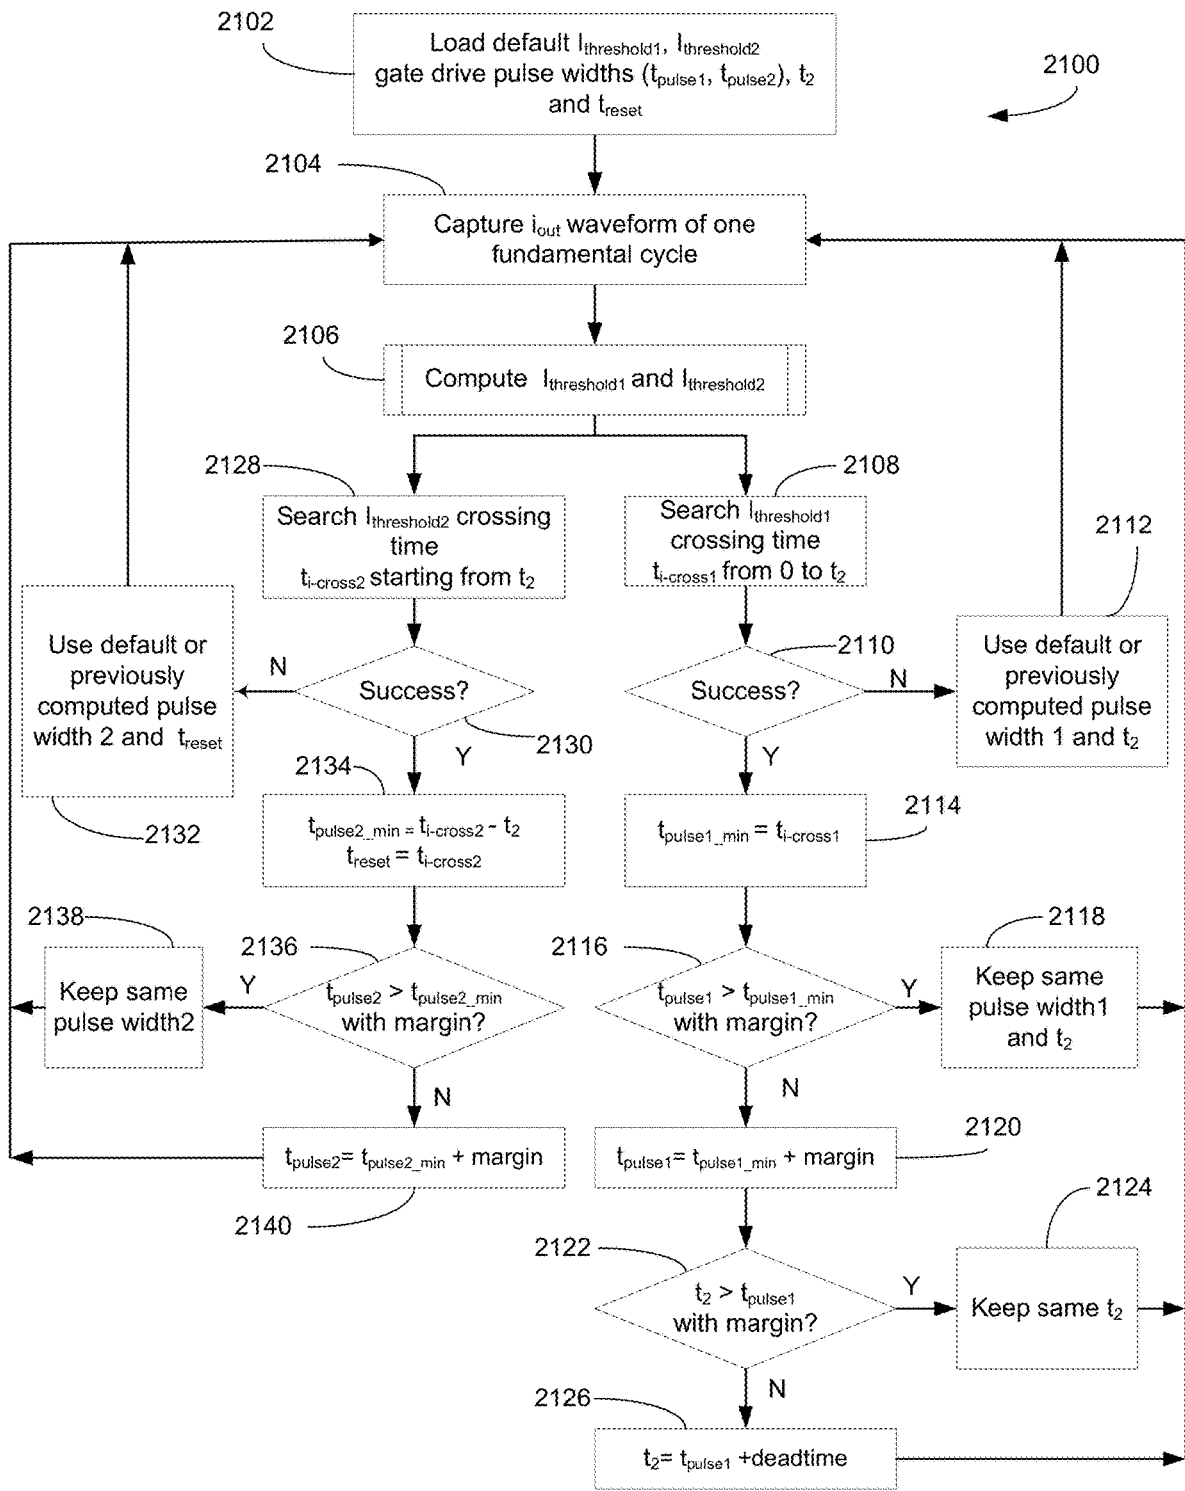 2102
Load default Ithreshold1, Ithreshold2
gate drive pulse widths (tpulse1, tpulse2), t2
and treset
2100
2104
Capture iout waveform of one
fundamental cycle
2106
Compute Ithreshold1 and Ithreshold2
2128
Search Ithreshold2 crossing
time
ti-cross2 starting from t2
2108
Search Ithreshold1
crossing time
ti-cross1 from 0 to t2
2112
Use default or
previously
computed pulse
width 2 and treset
N
Success?
2130
Y
2110
Success?
N
Y
Use default or
previously
computed pulse
width 1 and t2
2132
2134
tpulse2_min = ti-cross2 - t2
treset = ti-cross2
2114
tpulse1_min = ti-cross1
2138
Keep same
pulse width2
Y
2136
tpulse2 > tpulse2_min
with margin?
N
2116
tpulse1 > tpulse1_min
with margin?
Y
N
2118
Keep same
pulse width1
and t2
tpulse2= tpulse2_min + margin
2140
2120
tpulse1= tpulse1_min + margin
2122
t2 > tpulse1
with margin?
Y
N
2124
Keep same t2
2126
t2= tpulse1 +deadtime